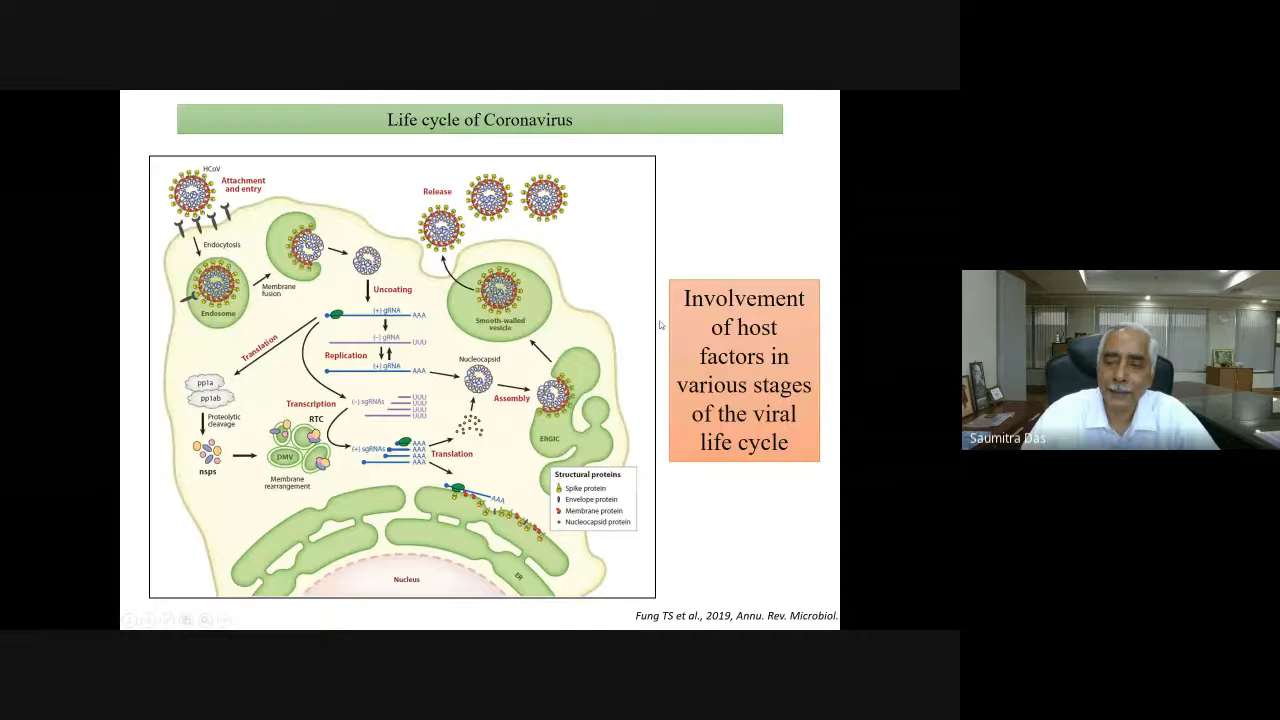 Life cycle of Coronavirus
HCoV
Attachment
and entry
Endocytosis
Endosome
Membrane
fusion
Uncoating
(+) gRNA
AAA
(−) gRNA
UUU
Replication
(+) gRNA
AAA
Translation
pp1a
pp1ab
Proteolytic
cleavage
nsps
Transcription
RTC
DMV
Membrane
rearrangement
(−) sgRNAs
UUU
UUU
UUU
UUU
(+) sgRNAs
AAA
AAA
AAA
AAA
Translation
Nucleocapsid
Assembly
ERGIC
Smooth-walled
vesicle
Release
AAA
Structural proteins
Spike protein
Envelope protein
Membrane protein
Nucleocapsid protein
ER
Nucleus
Involvement
of host
factors in
various stages
of the viral
life cycle
Fung TS et al., 2019, Annu. Rev. Microbiol.
Saumitra Das